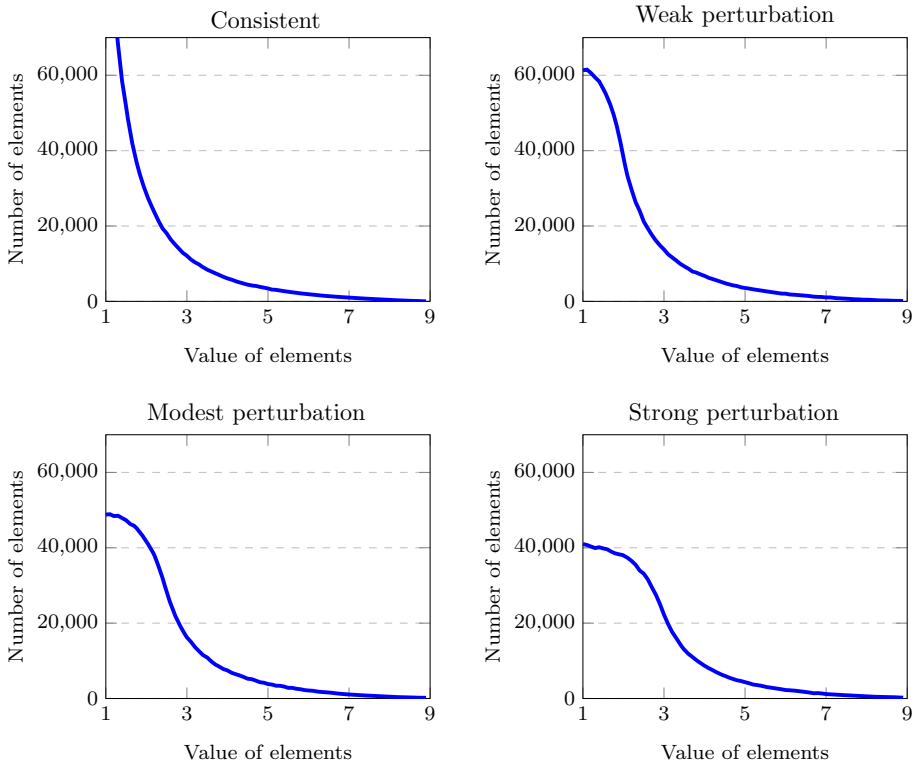 Consistent
Number of elements
60,000
40,000
20,000
0
1 3 5 7 9
Value of elements
Weak perturbation
Number of elements
60,000
40,000
20,000
0
1 3 5 7 9
Value of elements
Modest perturbation
Number of elements
60,000
40,000
20,000
0
1 3 5 7 9
Value of elements
Strong perturbation
Number of elements
60,000
40,000
20,000
0
1 3 5 7 9
Value of elements